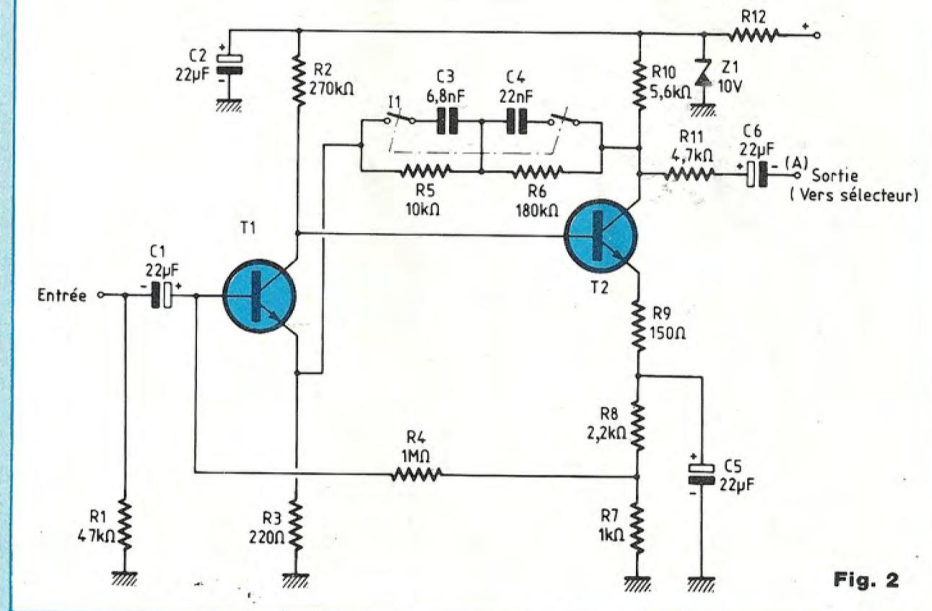 R12
+
C2
22µF
+
-
R2
270kΩ
I1
C3
6,8nF
C4
22nF
R10
5,6kΩ
Z1
10V
R11
4,7kΩ
C6
22µF
+
- (A)
Sortie
( Vers sélecteur)
R5
10kΩ
R6
180kΩ
T1
T2
C1
22µF
- +
Entrée
R9
150Ω
R8
2,2kΩ
R4
1MΩ
+
-
C5
22µF
R1
47kΩ
R3
220Ω
R7
1kΩ
Fig. 2